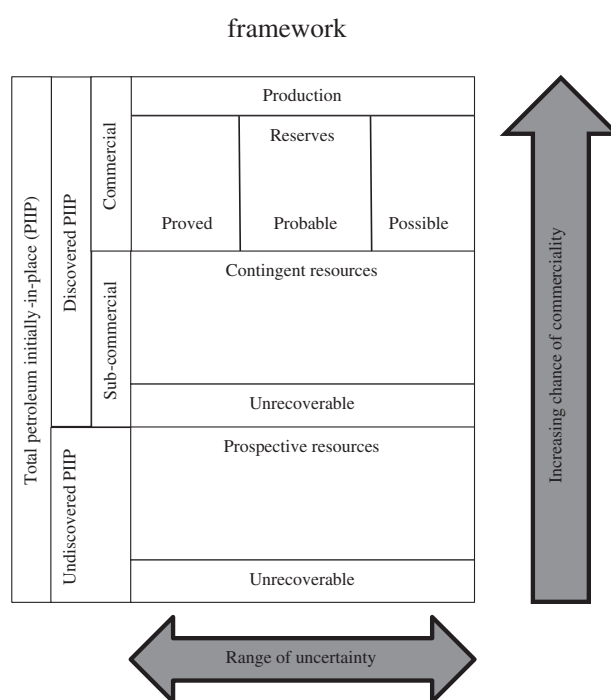 framework
Total petroleum initially-in-place (PIIP)
Discovered PIIP
Commercial
Production
Reserves
Proved
Probable
Possible
Sub-commercial
Contingent resources
Unrecoverable
Undiscovered PIIP
Prospective resources
Unrecoverable
Increasing chance of commerciality
Range of uncertainty